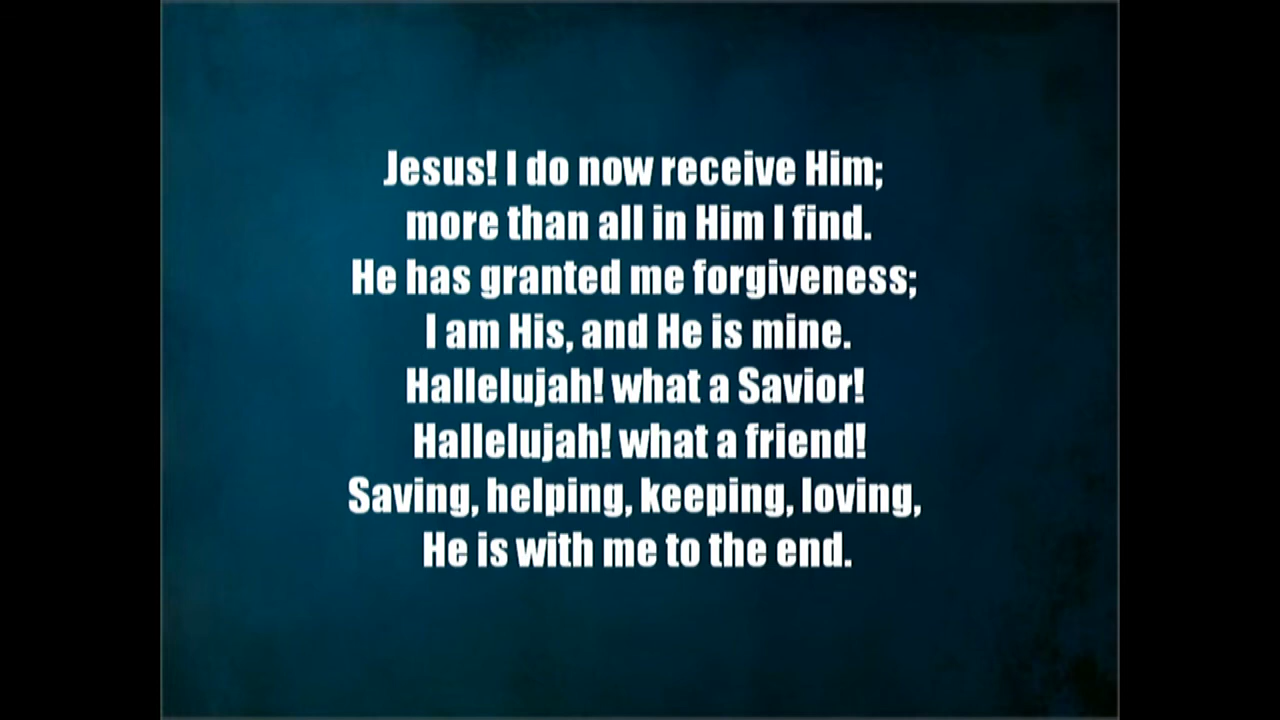 Jesus! I do now receive Him;
more than all in Him I find.
He has granted me forgiveness;
I am His, and He is mine.
Hallelujah! what a Savior!
Hallelujah! what a friend!
Saving, helping, keeping, loving,
He is with me to the end.